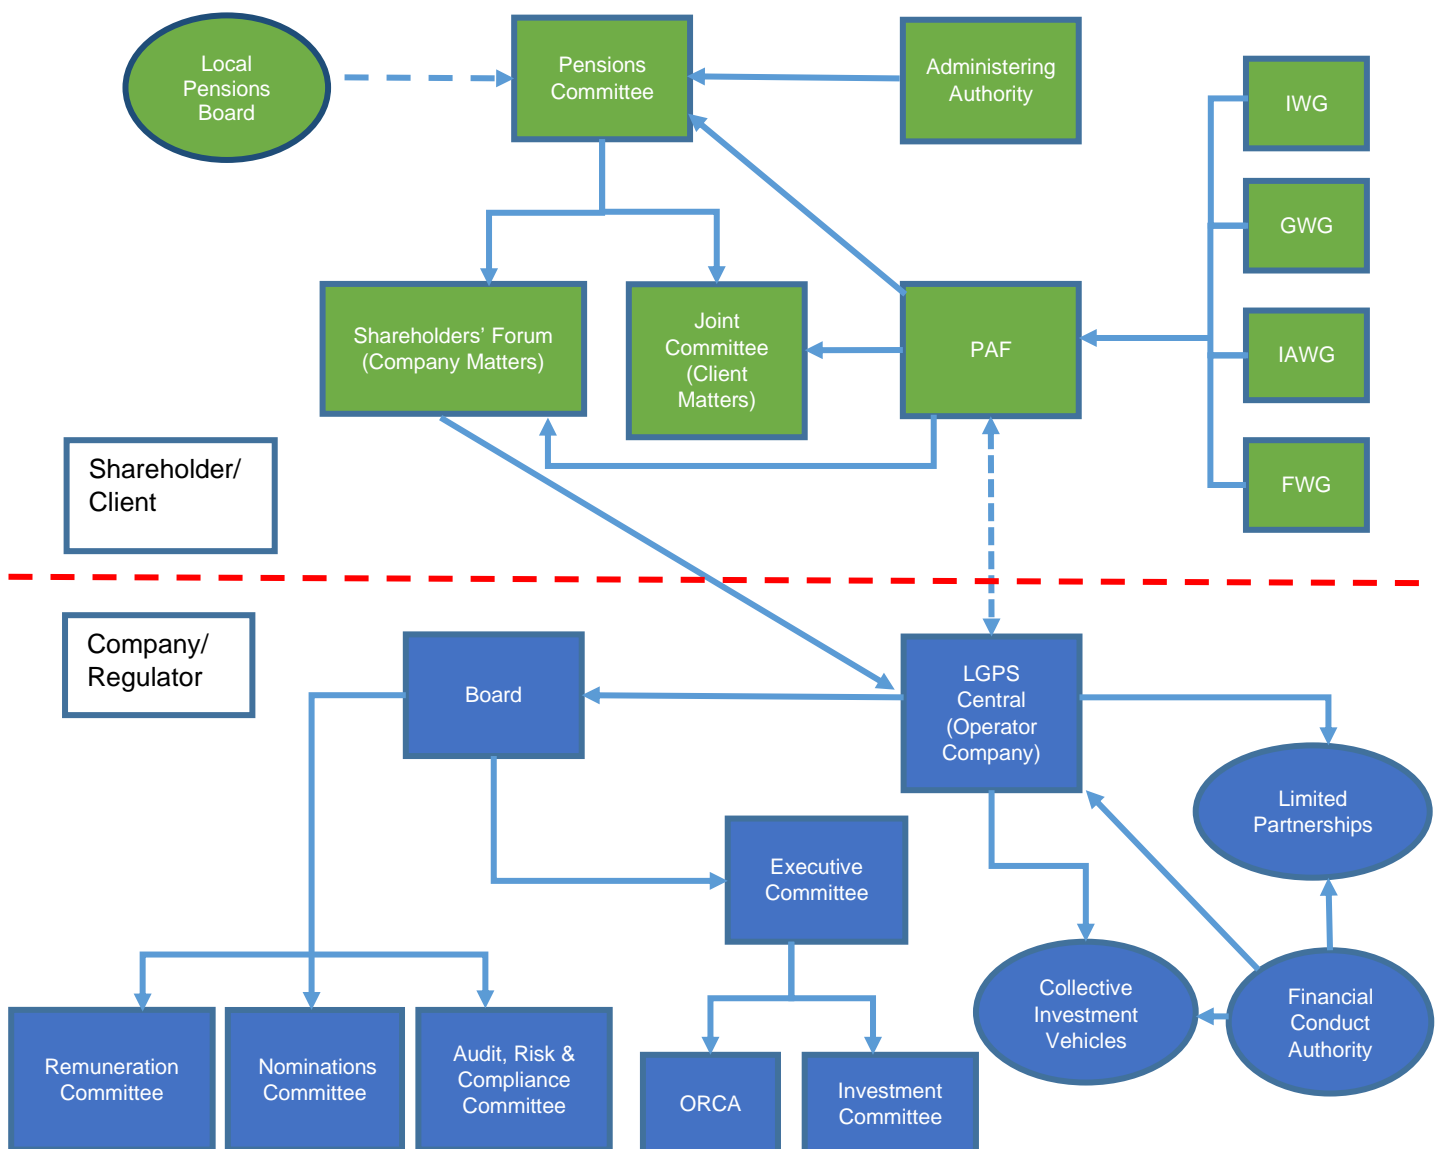 Local
Pensions
Board
Pensions
Committee
Administering
Authority
IWG
GWG
IAWG
FWG
Shareholders’ Forum
(Company Matters)
Joint
Committee
(Client
Matters)
PAF
Shareholder/
Client
Company/
Regulator
Board
LGPS
Central
(Operator
Company)
Limited
Partnerships
Executive
Committee
Collective
Investment
Vehicles
Financial
Conduct
Authority
Remuneration
Committee
Nominations
Committee
Audit, Risk &
Compliance
Committee
ORCA
Investment
Committee